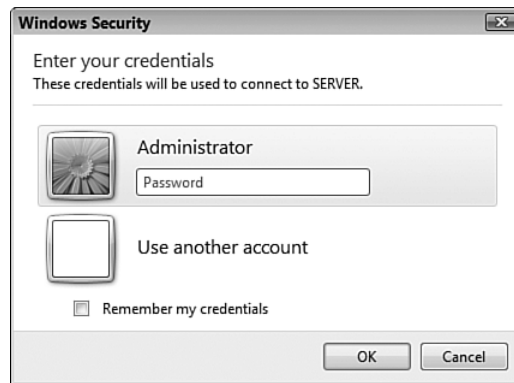 Windows Security
Enter your credentials
These credentials will be used to connect to SERVER.
Administrator
Password
Use another account
Remember my credentials
OK
Cancel